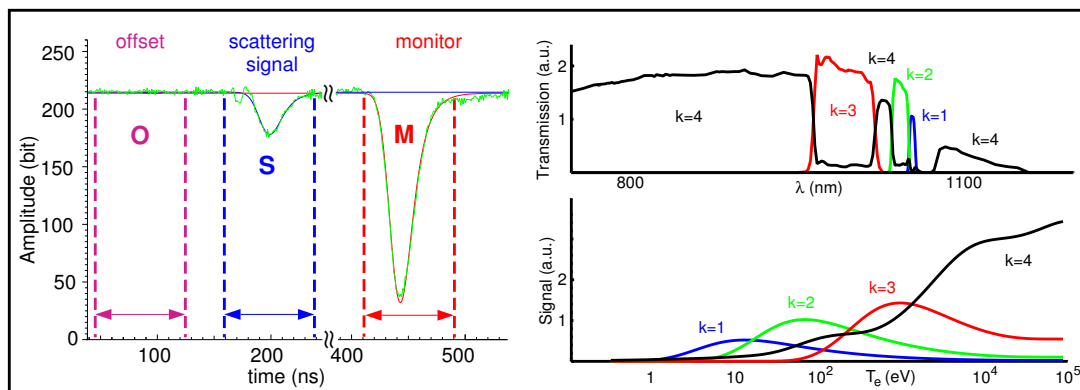 offset
scattering
signal
monitor
250
200
150
100
50
0
Amplitude (bit)
O
S
M
100
200
400
500
time (ns)
2
1
Transmission (a.u.)
k=4
k=3
k=4
k=2
k=1
k=4
800
λ (nm)
1100
2
1
Signal (a.u.)
k=1
k=2
k=3
k=4
1
10
10²
Tₑ (eV)
10⁴
10⁵